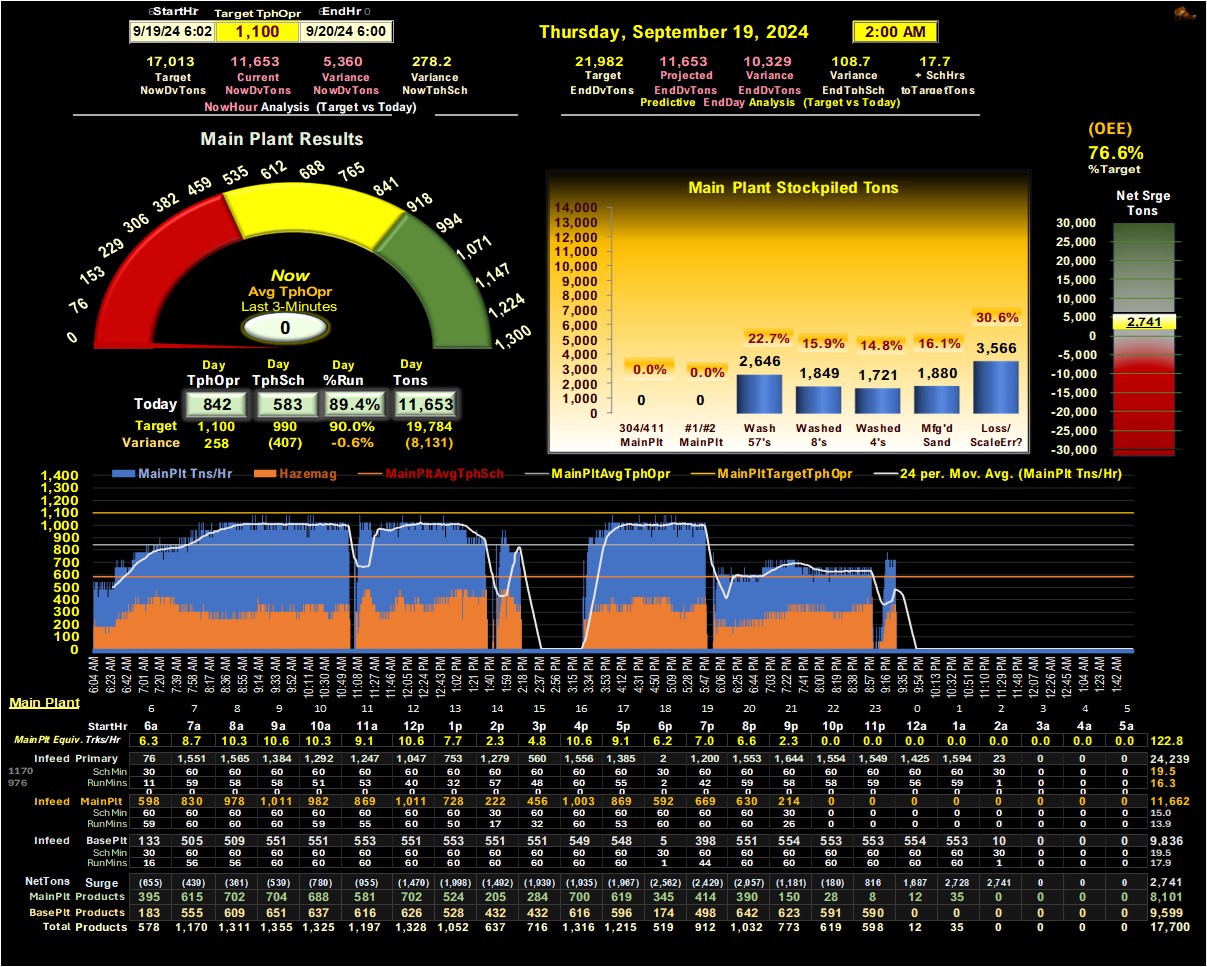 StartHr Target TphOpr EndHr
9/19/24 6:02 1,100 9/20/24 6:00
Thursday, September 19, 2024 2:00 AM
17,013 11,653 5,360 278.2
Target Current Variance Variance
NowDvTons NowDvTons NowDvTons NowTphSch
NowHour Analysis (Target vs Today)
21,982 11,653 10,329 108.7 17.7
Target Projected Variance Variance + SchHrs
EndDvTons EndDvTons EndDvTons EndTphSch toTargetTons
Predictive EndDay Analysis (Target vs Today)
(OEE)
76.6%
%Target
Main Plant Results
0 76 153 229 306 382 459 535 612 688 765 841 918 994 1,071 1,147 1,224 1,300
Now
Avg TphOpr
Last 3-Minutes
0
Day Day Day Day
TphOpr TphSch %Run Tons
Today 842 583 89.4% 11,653
Target 1,100 990 90.0% 19,784
Variance 258 (407) -0.6% (8,131)
Main Plant Stockpiled Tons
14,000
13,000
12,000
11,000
10,000
9,000
8,000
7,000
6,000
5,000
4,000
3,000
2,000
1,000
0
0.0% 0.0% 22.7% 15.9% 14.8% 16.1% 30.6%
0 0 2,646 1,849 1,721 1,880 3,566
304/411 #1/#2 Wash Washed Washed Mfg'd Loss/
MainPlt MainPlt 57's 8's 4's Sand ScaleErr?
Net Srge
Tons
30,000
25,000
20,000
15,000
10,000
5,000
0
-5,000
-10,000
-15,000
-20,000
-25,000
-30,000
2,741
MainPlt Tns/Hr Hazemag MainPltAvgTphSch MainPltAvgTphOpr MainPltTargetTphOpr 24 per. Mov. Avg. (MainPlt Tns/Hr)
1,400
1,300
1,200
1,100
1,000
900
800
700
600
500
400
300
200
100
0
6:04 AM 6:23 AM 6:42 AM 7:01 AM 7:20 AM 7:39 AM 7:58 AM 8:17 AM 8:36 AM 8:55 AM 9:14 AM 9:33 AM 9:52 AM 10:11 AM 10:30 AM 10:49 AM 11:08 AM 11:27 AM 11:46 AM 12:05 PM 12:24 PM 12:43 PM 1:02 PM 1:21 PM 1:40 PM 1:59 PM 2:18 PM 2:37 PM 2:56 PM 3:15 PM 3:34 PM 3:53 PM 4:12 PM 4:31 PM 4:50 PM 5:09 PM 5:28 PM 5:47 PM 6:06 PM 6:25 PM 6:44 PM 7:03 PM 7:22 PM 7:41 PM 8:00 PM 8:19 PM 8:38 PM 8:57 PM 9:16 PM 9:35 PM 9:54 PM 10:13 PM 10:32 PM 10:51 PM 11:10 PM 11:29 PM 11:48 PM 12:07 AM 12:26 AM 12:45 AM 1:04 AM 1:23 AM 1:42 AM
Main Plant 6 7 8 9 10 11 12 13 14 15 16 17 18 19 20 21 22 23 0 1 2 3 4 5
StartHr 6a 7a 8a 9a 10a 11a 12p 1p 2p 3p 4p 5p 6p 7p 8p 9p 10p 11p 12a 1a 2a 3a 4a 5a
MainPlt Equiv. Trks/Hr 6.3 8.7 10.3 10.6 10.3 9.1 10.6 7.7 2.3 4.8 10.6 9.1 6.2 7.0 6.6 2.3 0.0 0.0 0.0 0.0 0.0 0.0 0.0 0.0 122.8
Infeed Primary 76 1,551 1,565 1,384 1,292 1,247 1,047 753 1,279 560 1,556 1,385 2 1,200 1,553 1,644 1,554 1,549 1,425 1,594 23 0 0 0 24,239
1170 Sch Min 30 60 60 60 60 60 60 60 60 60 60 60 30 60 60 60 60 60 60 60 30 0 0 0 19.5
976 RunMins 11 59 58 58 51 53 40 32 57 48 60 55 2 42 59 58 58 59 56 59 1 0 0 0 16.3
0 0 0 0 0 0 0 0 0 0 0 0 0 0 0 0 0 0 0 0 0 0 0 0
Infeed MainPlt 598 830 978 1,011 982 869 1,011 728 222 456 1,003 869 592 669 630 214 0 0 0 0 0 0 0 0 11,662
Sch Min 60 60 60 60 60 60 60 60 30 60 60 60 60 60 60 30 0 0 0 0 0 0 0 0 15.0
RunMins 59 60 60 60 59 55 60 50 17 32 60 53 60 60 60 26 0 0 0 0 0 0 0 0 13.9
Infeed BasePlt 133 505 509 551 551 553 551 553 551 551 549 548 5 398 551 554 553 553 554 553 10 0 0 0 9,836
Sch Min 30 60 60 60 60 60 60 60 60 60 60 60 30 60 60 60 60 60 60 60 30 0 0 0 19.5
RunMins 16 56 56 60 60 60 60 60 60 60 60 60 1 44 60 60 60 60 60 60 1 0 0 0 17.9
NetTons Surge (655) (439) (361) (539) (780) (955) (1,470) (1,998) (1,492) (1,939) (1,935) (1,967) (2,562) (2,429) (2,057) (1,181) (180) 816 1,687 2,728 2,741 0 0 0 2,741
MainPlt Products 395 615 702 704 688 581 702 524 205 284 700 619 345 414 390 150 28 8 12 35 0 0 0 0 8,101
BasePlt Products 183 555 609 651 637 616 626 528 432 432 616 596 174 498 642 623 591 590 0 0 0 0 0 0 9,599
Total Products 578 1,170 1,311 1,355 1,325 1,197 1,328 1,052 637 716 1,316 1,215 519 912 1,032 773 619 598 12 35 0 0 0 0 17,700